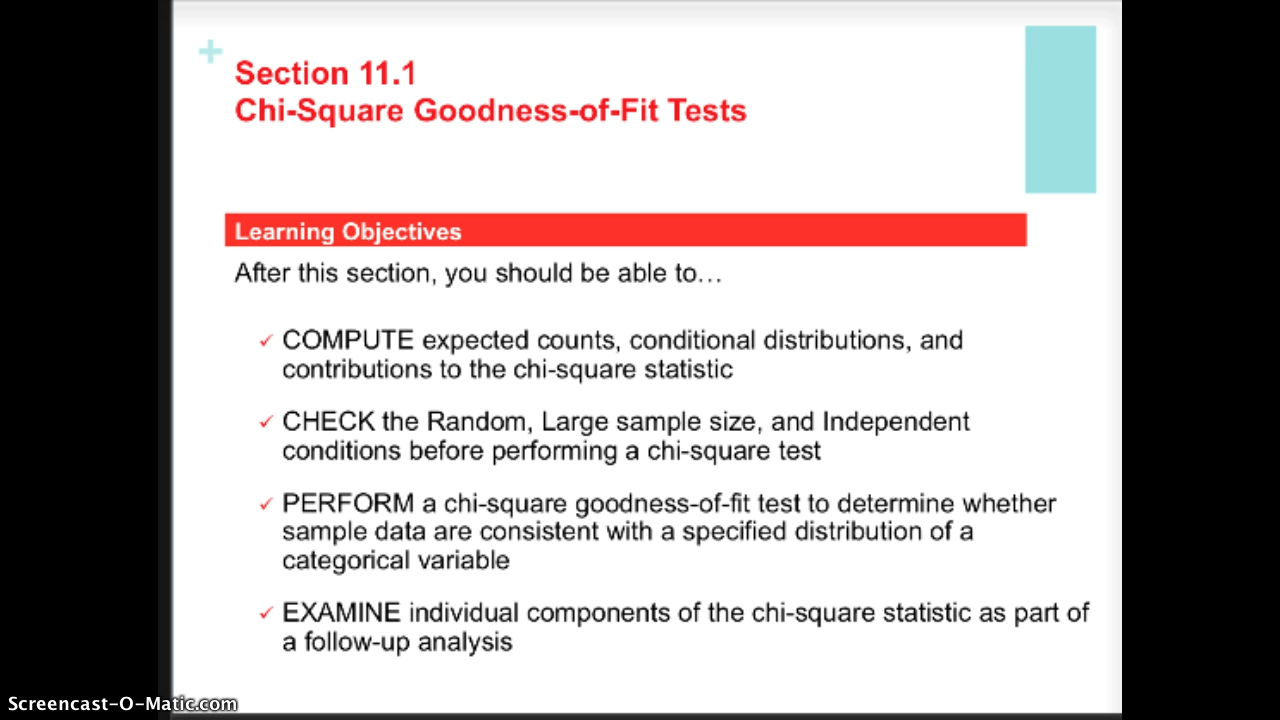 Section 11.1
Chi-Square Goodness-of-Fit Tests
Learning Objectives
After this section, you should be able to…
✓ COMPUTE expected counts, conditional distributions, and
contributions to the chi-square statistic
✓ CHECK the Random, Large sample size, and Independent
conditions before performing a chi-square test
✓ PERFORM a chi-square goodness-of-fit test to determine whether
sample data are consistent with a specified distribution of a
categorical variable
✓ EXAMINE individual components of the chi-square statistic as part of
a follow-up analysis
Screencast-O-Matic.com